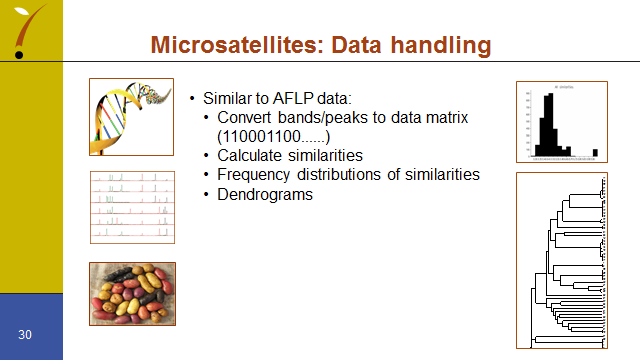 Microsatellites: Data handling
• Similar to AFLP data:
• Convert bands/peaks to data matrix
(110001100......)
• Calculate similarities
• Frequency distributions of similarities
• Dendrograms
30